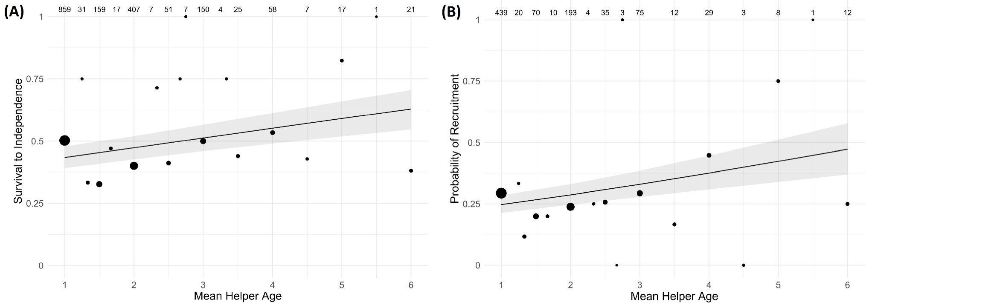 (A)
859 31 159 17 407 7 51 7 150 4 25 58 7 17 1 21
1
0.75
0.5
0.25
0
Survival to Independence
1 2 3 4 5 6
Mean Helper Age
(B)
439 20 70 10 193 4 35 3 75 12 29 3 8 1 12
1
0.75
0.5
0.25
0
Probability of Recruitment
1 2 3 4 5 6
Mean Helper Age